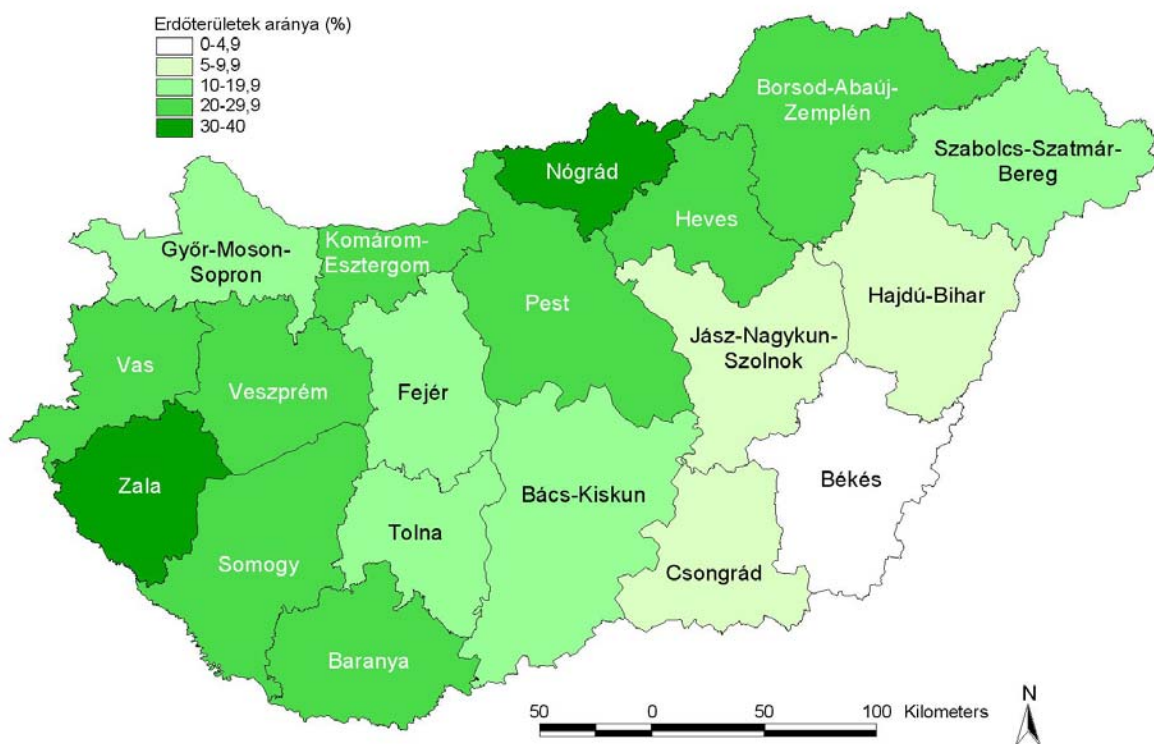 Erdőterületek aránya (%)
0-4,9
5-9,9
10-19,9
20-29,9
30-40
Borsod-Abaúj-
Zemplén
Szabolcs-Szatmár-
Bereg
Nógrád
Heves
Győr-Moson-
Sopron
Komárom-
Esztergom
Pest
Hajdú-Bihar
Jász-Nagykun-
Szolnok
Vas
Veszprém
Fejér
Zala
Bács-Kiskun
Békés
Tolna
Somogy
Csongrád
Baranya
N
50 0 50 100 Kilometers